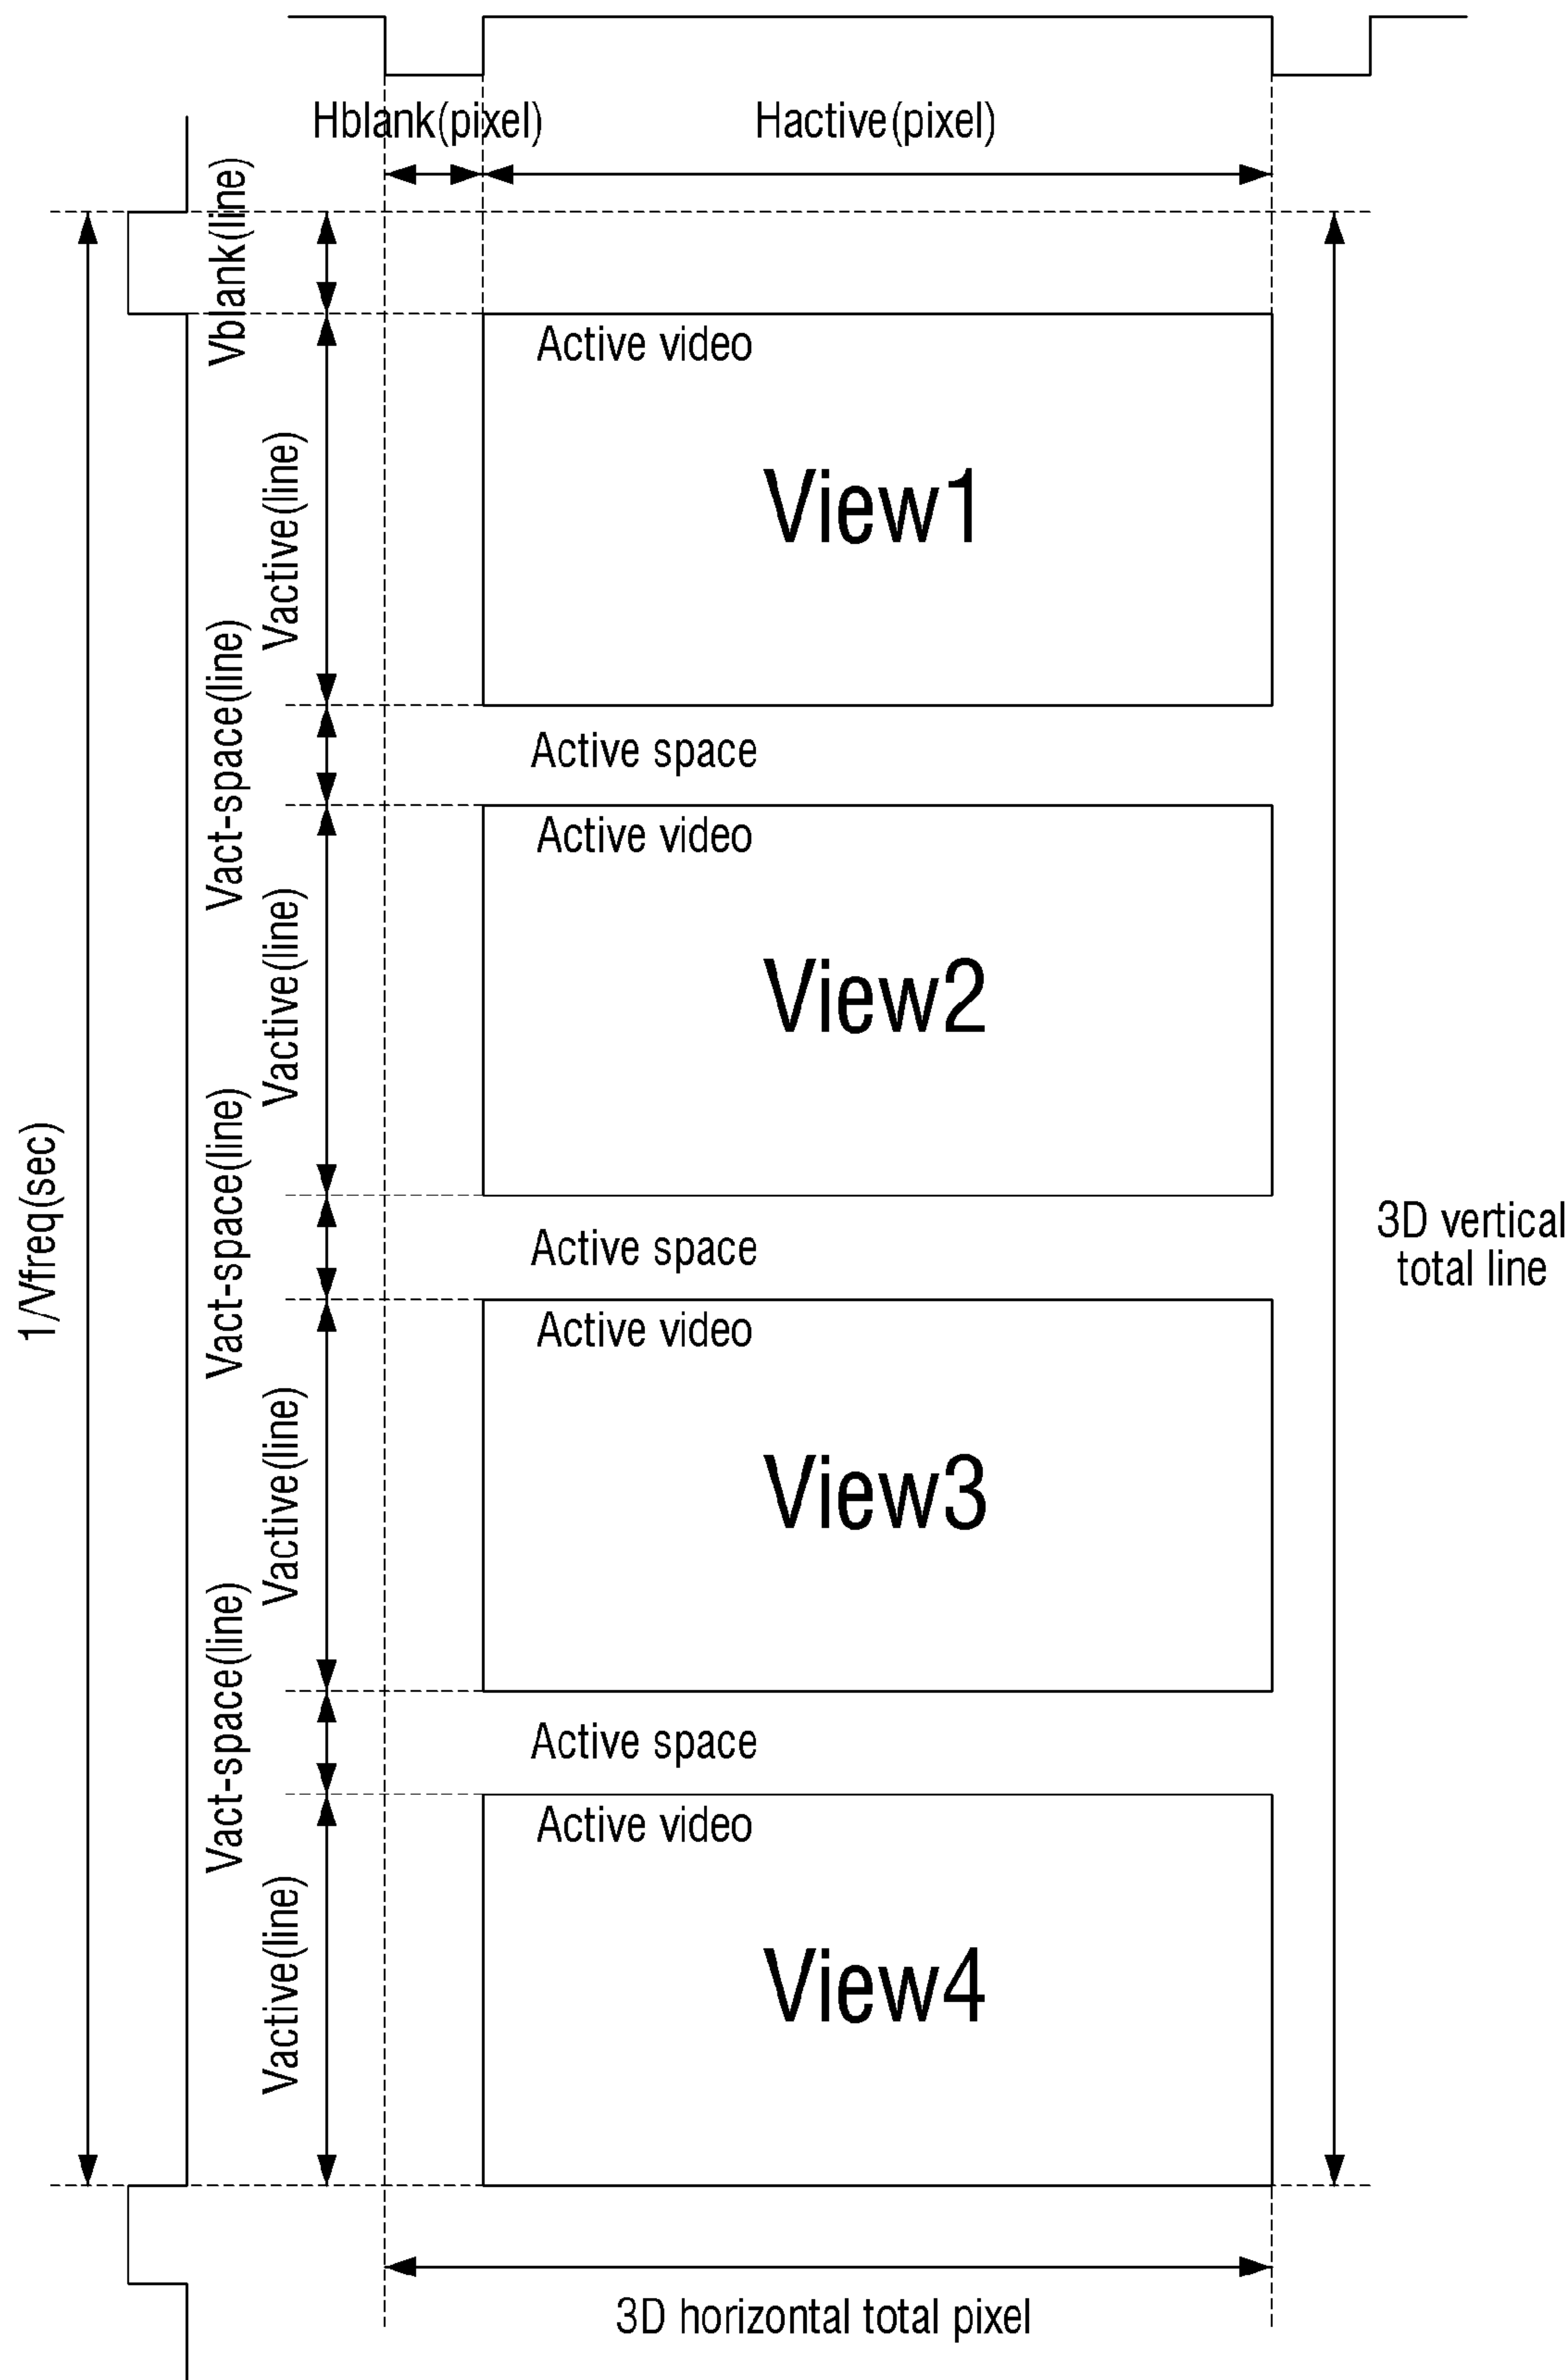 Hblank(pixel)
Hactive(pixel)
Vblank(line)
Active video
View1
Vactive(line)
Vact-space(line)
Active space
Active video
View2
Vactive(line)
Vact-space(line)
Active space
1/Vfreq(sec)
3D vertical
total line
Active video
View3
Vactive(line)
Vact-space(line)
Active space
Active video
View4
Vactive(line)
3D horizontal total pixel